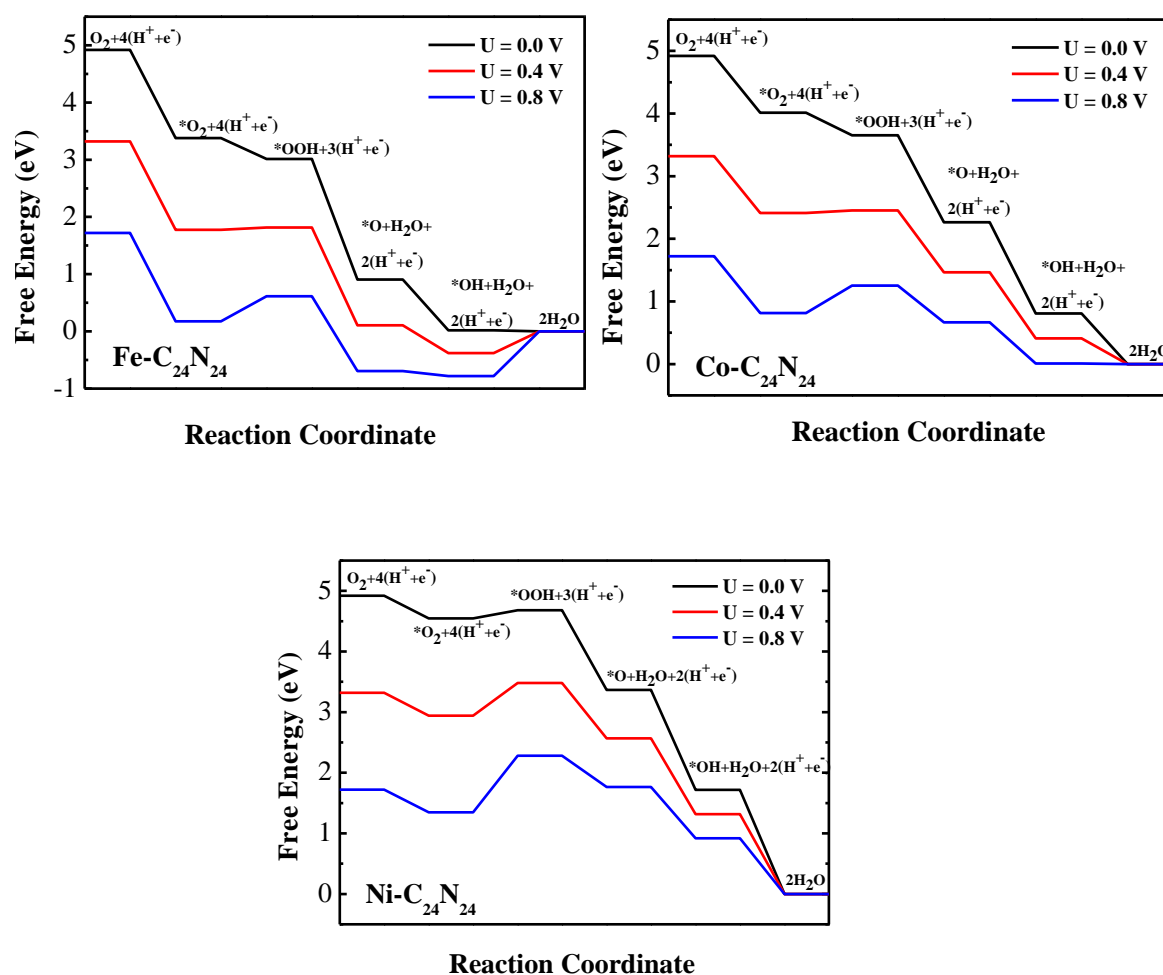 O₂+4(H⁺+e⁻)
U = 0.0 V
U = 0.4 V
U = 0.8 V
*O₂+4(H⁺+e⁻)
*OOH+3(H⁺+e⁻)
*O+H₂O+
2(H⁺+e⁻)
*OH+H₂O+
2(H⁺+e⁻)
2H₂O
5
4
3
2
1
0
-1
Free Energy (eV)
Fe-C₂₄N₂₄
Reaction Coordinate
O₂+4(H⁺+e⁻)
U = 0.0 V
U = 0.4 V
U = 0.8 V
*O₂+4(H⁺+e⁻)
*OOH+3(H⁺+e⁻)
*O+H₂O+
2(H⁺+e⁻)
*OH+H₂O+
2(H⁺+e⁻)
2H₂O
5
4
3
2
1
0
Free Energy (eV)
Co-C₂₄N₂₄
Reaction Coordinate
O₂+4(H⁺+e⁻)
U = 0.0 V
U = 0.4 V
U = 0.8 V
*OOH+3(H⁺+e⁻)
*O₂+4(H⁺+e⁻)
*O+H₂O+2(H⁺+e⁻)
*OH+H₂O+2(H⁺+e⁻)
2H₂O
5
4
3
2
1
0
Free Energy (eV)
Ni-C₂₄N₂₄
Reaction Coordinate